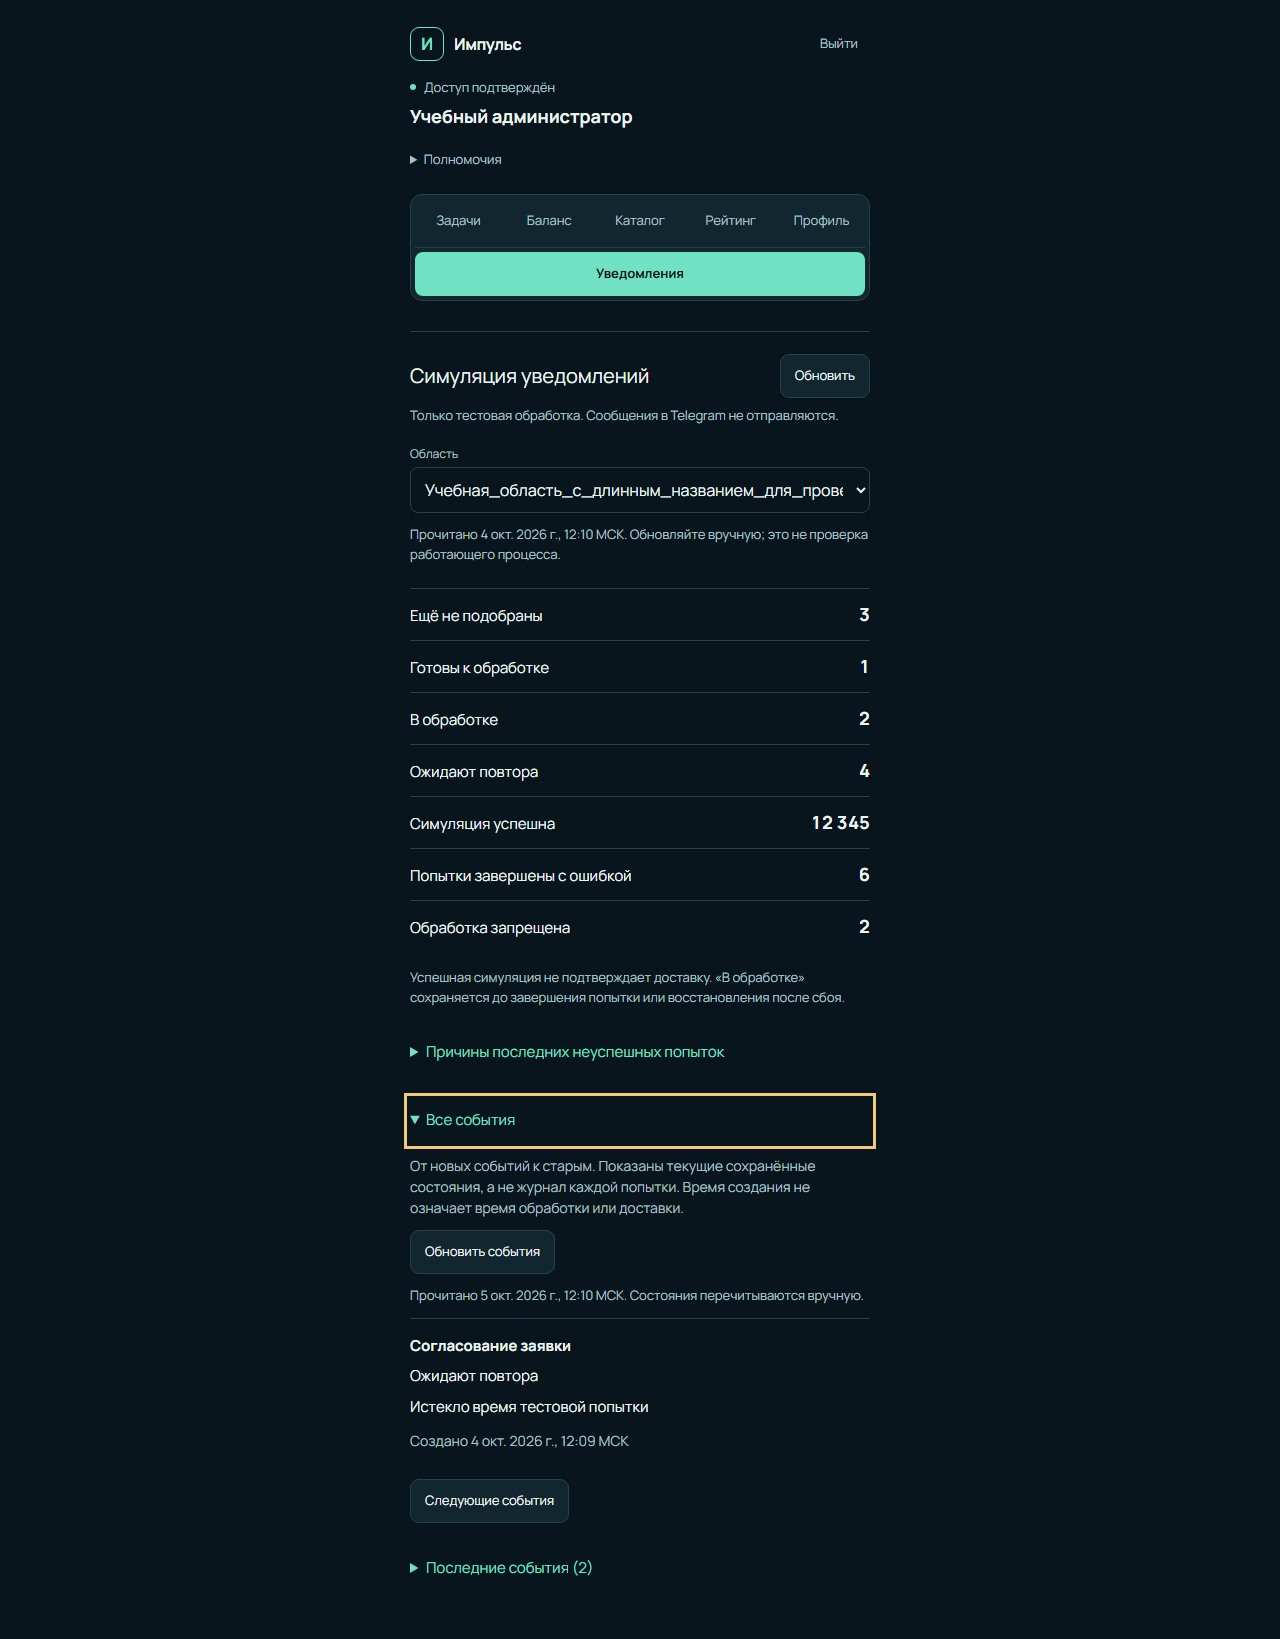 И Импульс
Выйти
Доступ подтверждён
Учебный администратор
Полномочия
Задачи Баланс Каталог Рейтинг Профиль
Уведомления
Симуляция уведомлений
Обновить
Только тестовая обработка. Сообщения в Telegram не отправляются.
Область
Учебная_область_с_длинным_названием_для_прове
Прочитано 4 окт. 2026 г., 12:10 МСК. Обновляйте вручную; это не проверка
работающего процесса.
Ещё не подобраны 3
Готовы к обработке 1
В обработке 2
Ожидают повтора 4
Симуляция успешна 12 345
Попытки завершены с ошибкой 6
Обработка запрещена 2
Успешная симуляция не подтверждает доставку. «В обработке»
сохраняется до завершения попытки или восстановления после сбоя.
Причины последних неуспешных попыток
Все события
От новых событий к старым. Показаны текущие сохранённые
состояния, а не журнал каждой попытки. Время создания не
означает время обработки или доставки.
Обновить события
Прочитано 5 окт. 2026 г., 12:10 МСК. Состояния перечитываются вручную.
Согласование заявки
Ожидают повтора
Истекло время тестовой попытки
Создано 4 окт. 2026 г., 12:09 МСК
Следующие события
Последние события (2)